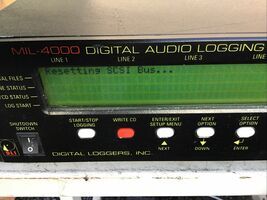 MIL-4000 DIGITAL AUDIO LOGGING
LINE 1 LINE 2 LINE 3 LINE
Resetting SCSI Bus...
TIAL FILES
NE STATUS
CD STATUS
LOG START
SHUTDOWN
SWITCH
START/STOP
LOGGING
WRITE CD
ENTER/EXIT
SETUP MENU
NEXT
OPTION
SELECT
OPTION
NEXT
DOWN
ENTER
DIGITAL LOGGERS, INC.